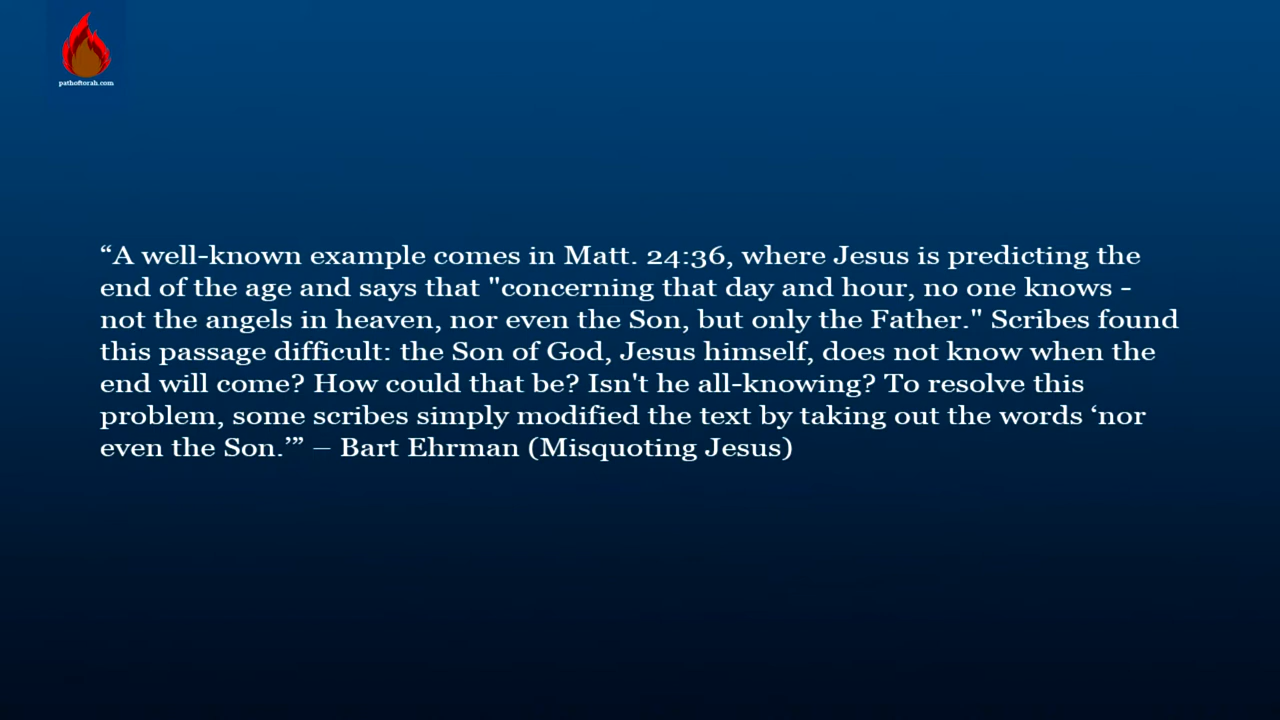 pathoftorah.com
“A well-known example comes in Matt. 24:36, where Jesus is predicting the
end of the age and says that "concerning that day and hour, no one knows -
not the angels in heaven, nor even the Son, but only the Father." Scribes found
this passage difficult: the Son of God, Jesus himself, does not know when the
end will come? How could that be? Isn't he all-knowing? To resolve this
problem, some scribes simply modified the text by taking out the words ‘nor
even the Son.’” – Bart Ehrman (Misquoting Jesus)